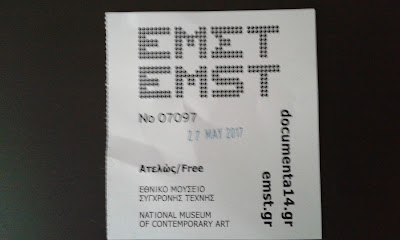 ΕΜΣΤ
EMST
No 07097
27 MAY 2017
Ατελώς/Free
ΕΘΝΙΚΟ ΜΟΥΣΕΙΟ
ΣΥΓΧΡΟΝΗΣ ΤΕΧΝΗΣ
NATIONAL MUSEUM
OF CONTEMPORARY ART
documenta14.gr
emst.gr